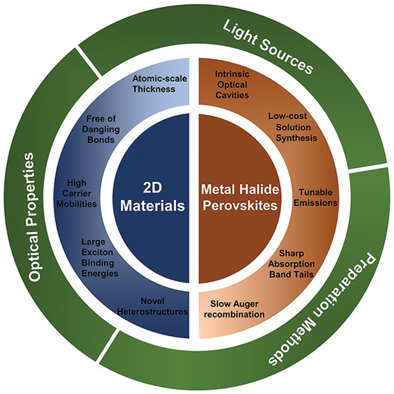 Light Sources
Optical Properties
Preparation Methods
Atomic-scale
Thickness
Free of
Dangling
Bonds
High
Carrier
Mobilities
Large
Exciton
Binding
Energies
Novel
Heterostructures
2D
Materials
Metal Halide
Perovskites
Intrinsic
Optical
Cavities
Low-cost
Solution
Synthesis
Tunable
Emissions
Sharp
Absorption
Band Tails
Slow Auger
recombination